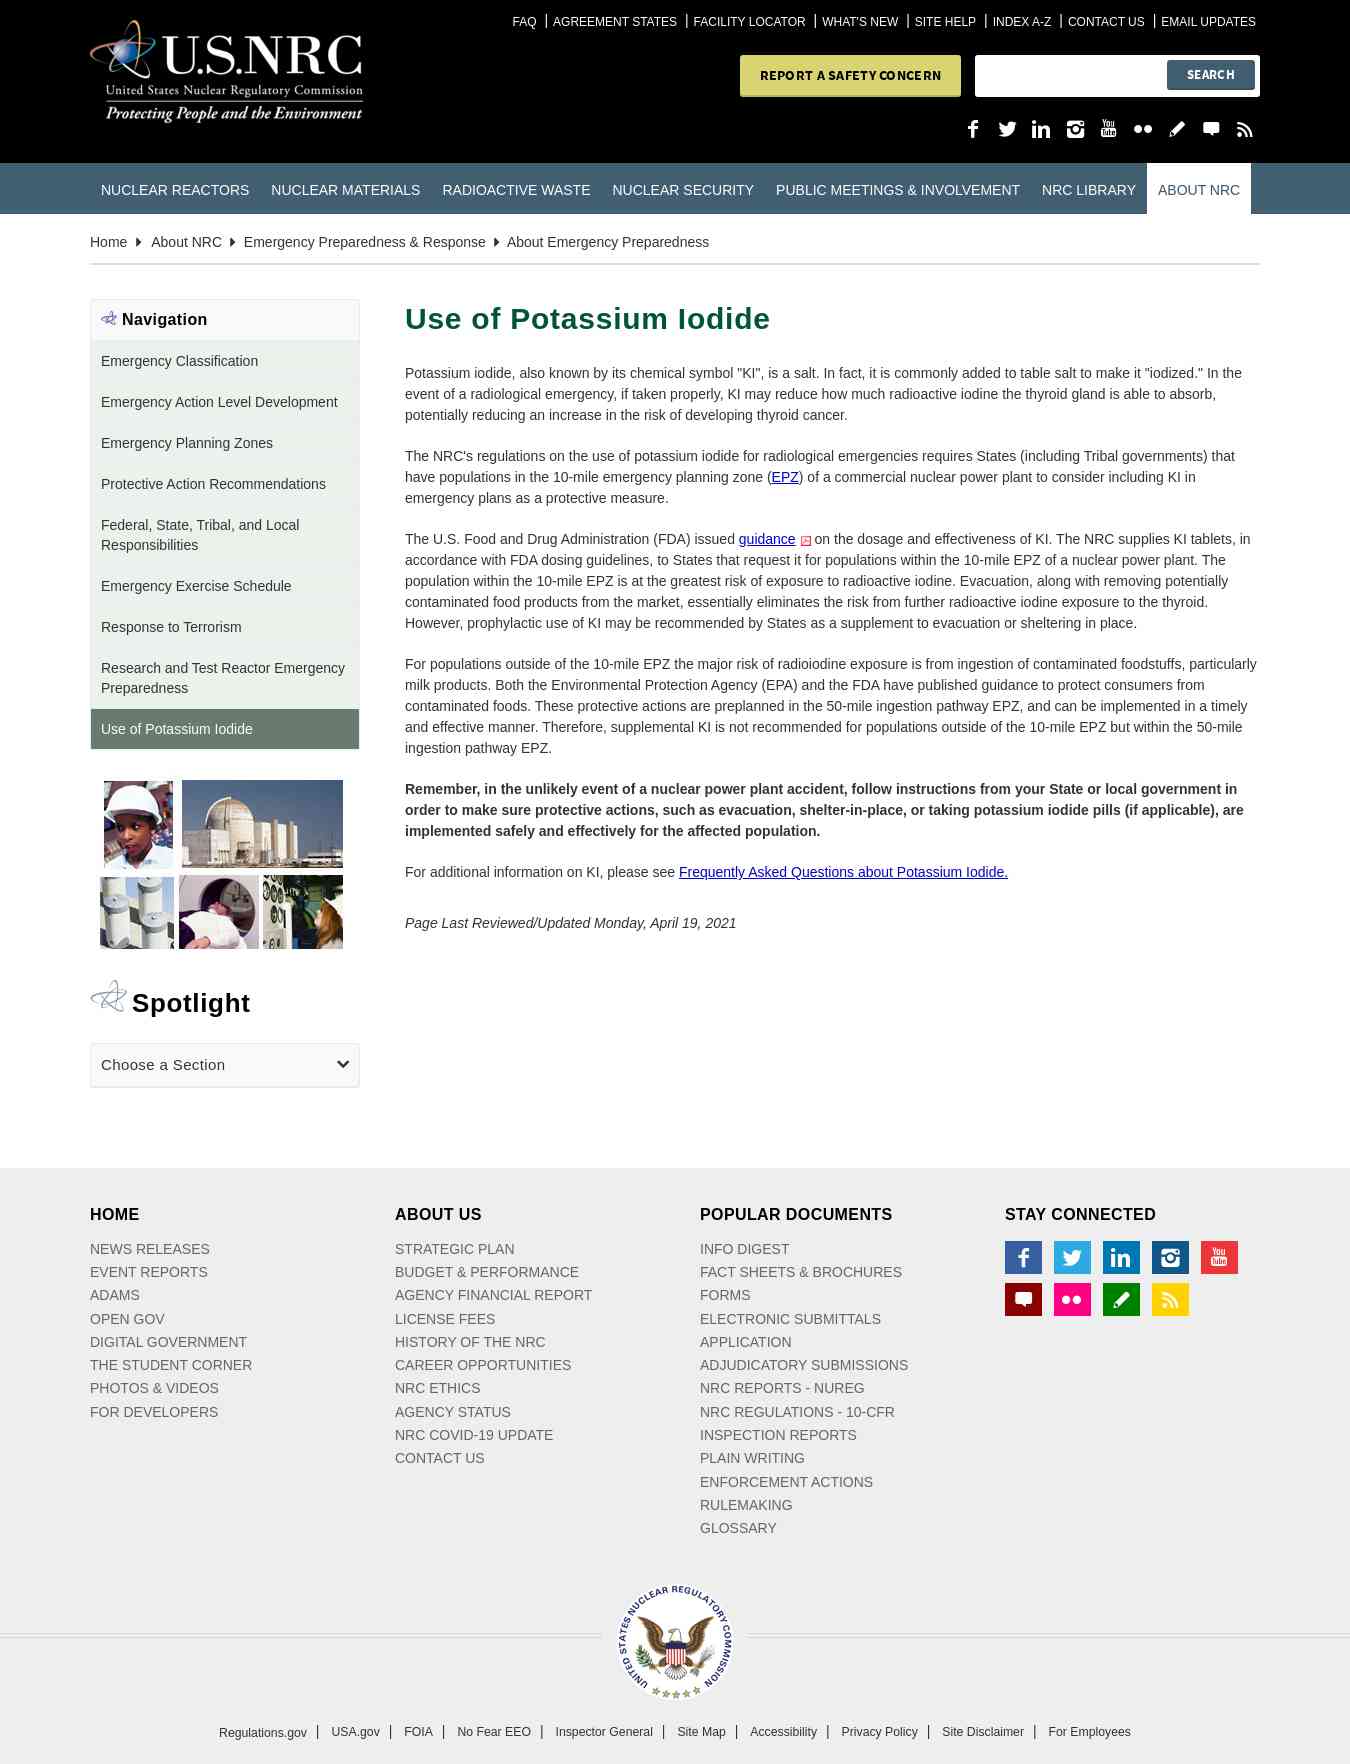 FAQ | AGREEMENT STATES | FACILITY LOCATOR | WHAT'S NEW | SITE HELP | INDEX A-Z | CONTACT US | EMAIL UPDATES
U.S.NRC
United States Nuclear Regulatory Commission
Protecting People and the Environment
REPORT A SAFETY CONCERN
SEARCH
You Tube
NUCLEAR REACTORS NUCLEAR MATERIALS RADIOACTIVE WASTE NUCLEAR SECURITY PUBLIC MEETINGS & INVOLVEMENT NRC LIBRARY ABOUT NRC
Home About NRC Emergency Preparedness & Response About Emergency Preparedness
Navigation
Emergency Classification
Emergency Action Level Development
Emergency Planning Zones
Protective Action Recommendations
Federal, State, Tribal, and Local
Responsibilities
Emergency Exercise Schedule
Response to Terrorism
Research and Test Reactor Emergency
Preparedness
Use of Potassium Iodide
Spotlight
Choose a Section
Use of Potassium Iodide
Potassium iodide, also known by its chemical symbol "KI", is a salt. In fact, it is commonly added to table salt to make it "iodized." In the
event of a radiological emergency, if taken properly, KI may reduce how much radioactive iodine the thyroid gland is able to absorb,
potentially reducing an increase in the risk of developing thyroid cancer.
The NRC's regulations on the use of potassium iodide for radiological emergencies requires States (including Tribal governments) that
have populations in the 10-mile emergency planning zone (EPZ) of a commercial nuclear power plant to consider including KI in
emergency plans as a protective measure.
The U.S. Food and Drug Administration (FDA) issued guidance on the dosage and effectiveness of KI. The NRC supplies KI tablets, in
accordance with FDA dosing guidelines, to States that request it for populations within the 10-mile EPZ of a nuclear power plant. The
population within the 10-mile EPZ is at the greatest risk of exposure to radioactive iodine. Evacuation, along with removing potentially
contaminated food products from the market, essentially eliminates the risk from further radioactive iodine exposure to the thyroid.
However, prophylactic use of KI may be recommended by States as a supplement to evacuation or sheltering in place.
For populations outside of the 10-mile EPZ the major risk of radioiodine exposure is from ingestion of contaminated foodstuffs, particularly
milk products. Both the Environmental Protection Agency (EPA) and the FDA have published guidance to protect consumers from
contaminated foods. These protective actions are preplanned in the 50-mile ingestion pathway EPZ, and can be implemented in a timely
and effective manner. Therefore, supplemental KI is not recommended for populations outside of the 10-mile EPZ but within the 50-mile
ingestion pathway EPZ.
Remember, in the unlikely event of a nuclear power plant accident, follow instructions from your State or local government in
order to make sure protective actions, such as evacuation, shelter-in-place, or taking potassium iodide pills (if applicable), are
implemented safely and effectively for the affected population.
For additional information on KI, please see Frequently Asked Questions about Potassium Iodide.
Page Last Reviewed/Updated Monday, April 19, 2021
HOME
NEWS RELEASES
EVENT REPORTS
ADAMS
OPEN GOV
DIGITAL GOVERNMENT
THE STUDENT CORNER
PHOTOS & VIDEOS
FOR DEVELOPERS
ABOUT US
STRATEGIC PLAN
BUDGET & PERFORMANCE
AGENCY FINANCIAL REPORT
LICENSE FEES
HISTORY OF THE NRC
CAREER OPPORTUNITIES
NRC ETHICS
AGENCY STATUS
NRC COVID-19 UPDATE
CONTACT US
POPULAR DOCUMENTS
INFO DIGEST
FACT SHEETS & BROCHURES
FORMS
ELECTRONIC SUBMITTALS
APPLICATION
ADJUDICATORY SUBMISSIONS
NRC REPORTS - NUREG
NRC REGULATIONS - 10-CFR
INSPECTION REPORTS
PLAIN WRITING
ENFORCEMENT ACTIONS
RULEMAKING
GLOSSARY
STAY CONNECTED
You Tube
UNITED STATES NUCLEAR REGULATORY COMMISSION
Regulations.gov | USA.gov | FOIA | No Fear EEO | Inspector General | Site Map | Accessibility | Privacy Policy | Site Disclaimer | For Employees